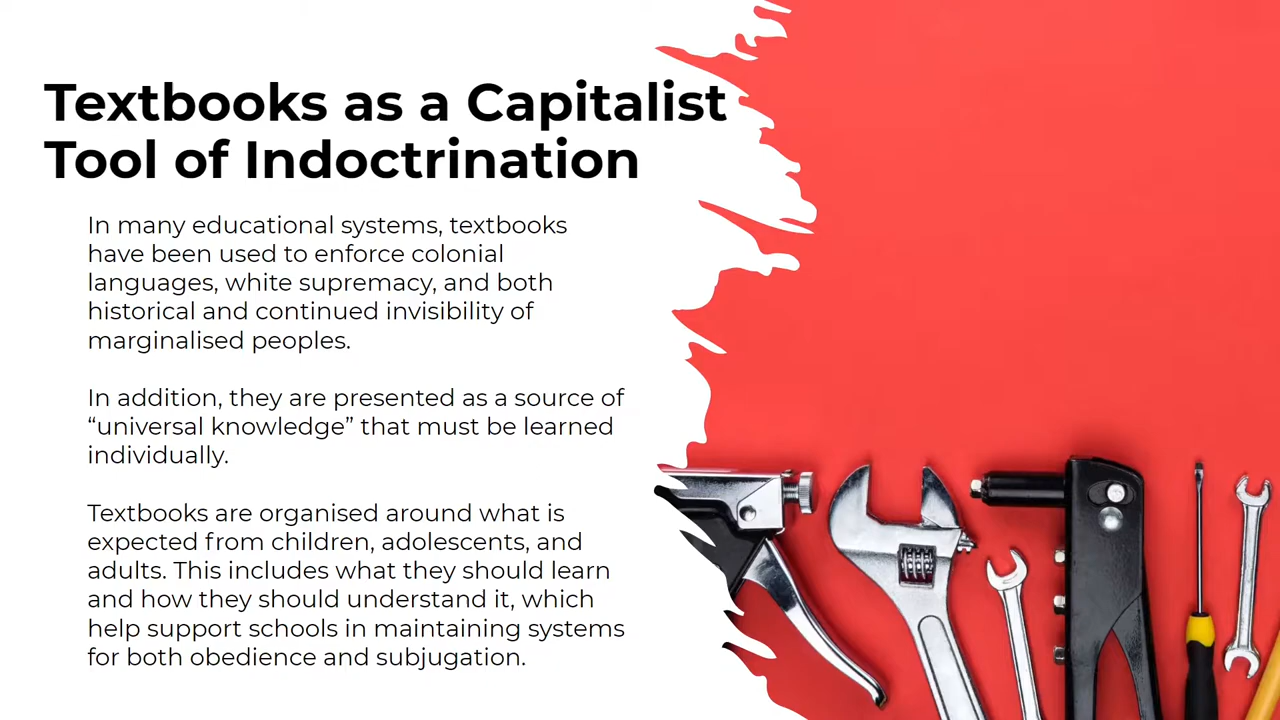 Textbooks as a Capitalist
Tool of Indoctrination
In many educational systems, textbooks
have been used to enforce colonial
languages, white supremacy, and both
historical and continued invisibility of
marginalised peoples.
In addition, they are presented as a source of
“universal knowledge” that must be learned
individually.
Textbooks are organised around what is
expected from children, adolescents, and
adults. This includes what they should learn
and how they should understand it, which
help support schools in maintaining systems
for both obedience and subjugation.